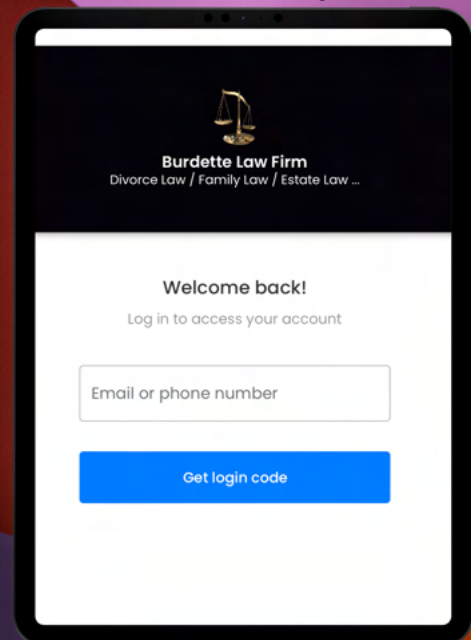 Burdette Law Firm
Divorce Law / Family Law / Estate Law ...
Welcome back!
Log in to access your account
Email or phone number
Get login code